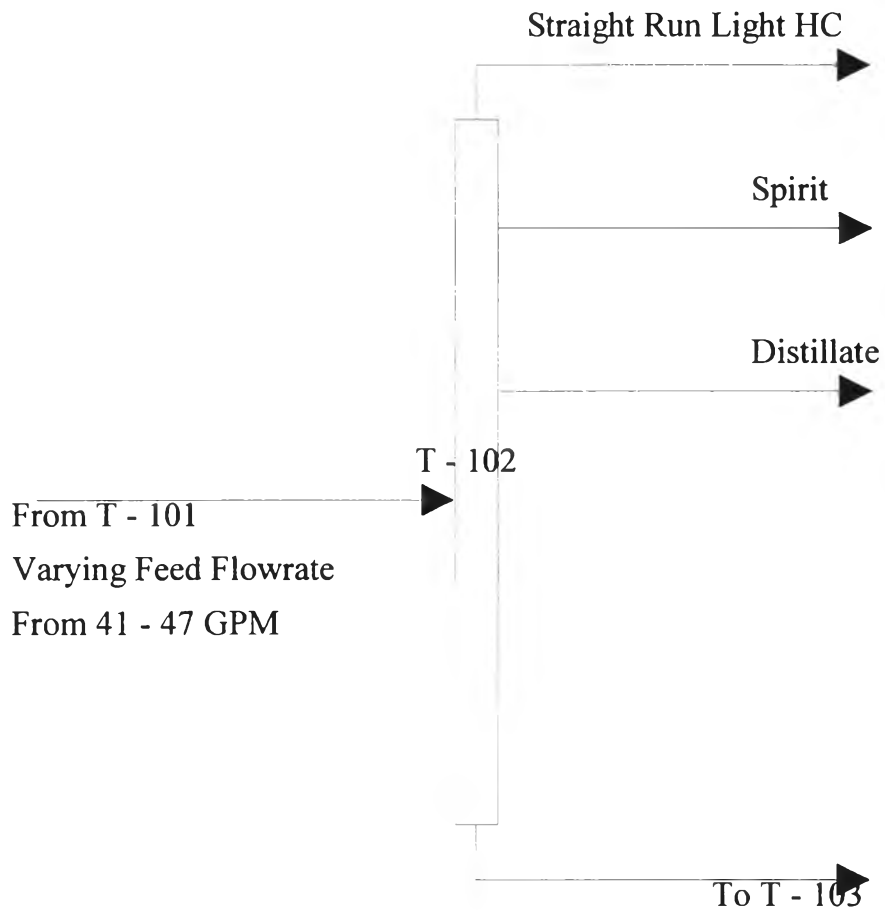 Straight Run Light HC
Spirit
Distillate
T - 102
From T - 101
Varying Feed Flowrate
From 41 - 47 GPM
To T - 103